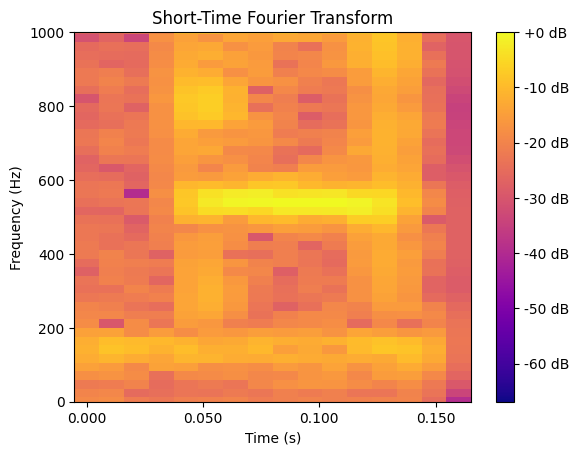 Short-Time Fourier Transform
Frequency (Hz)
1000
800
600
400
200
0
0.000
0.050
0.100
0.150
Time (s)
+0 dB
-10 dB
-20 dB
-30 dB
-40 dB
-50 dB
-60 dB